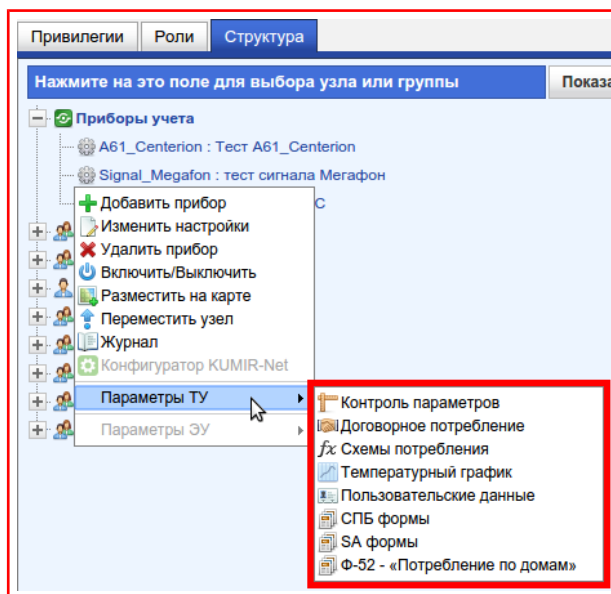 Привилегии Роли Структура
Нажмите на это поле для выбора узла или группы Показа
Приборы учета
A61_Centerion : Тест A61_Centerion
Signal_Megafon : тест сигнала Мегафон
С
Добавить прибор
Изменить настройки
Удалить прибор
Включить/Выключить
Разместить на карте
Переместить узел
Журнал
Конфигуратор KUMIR-Net
Параметры ТУ
Параметры ЭУ
Контроль параметров
Договорное потребление
fx Схемы потребления
Температурный график
Пользовательские данные
СПБ формы
SA формы
Ф-52 - «Потребление по домам»